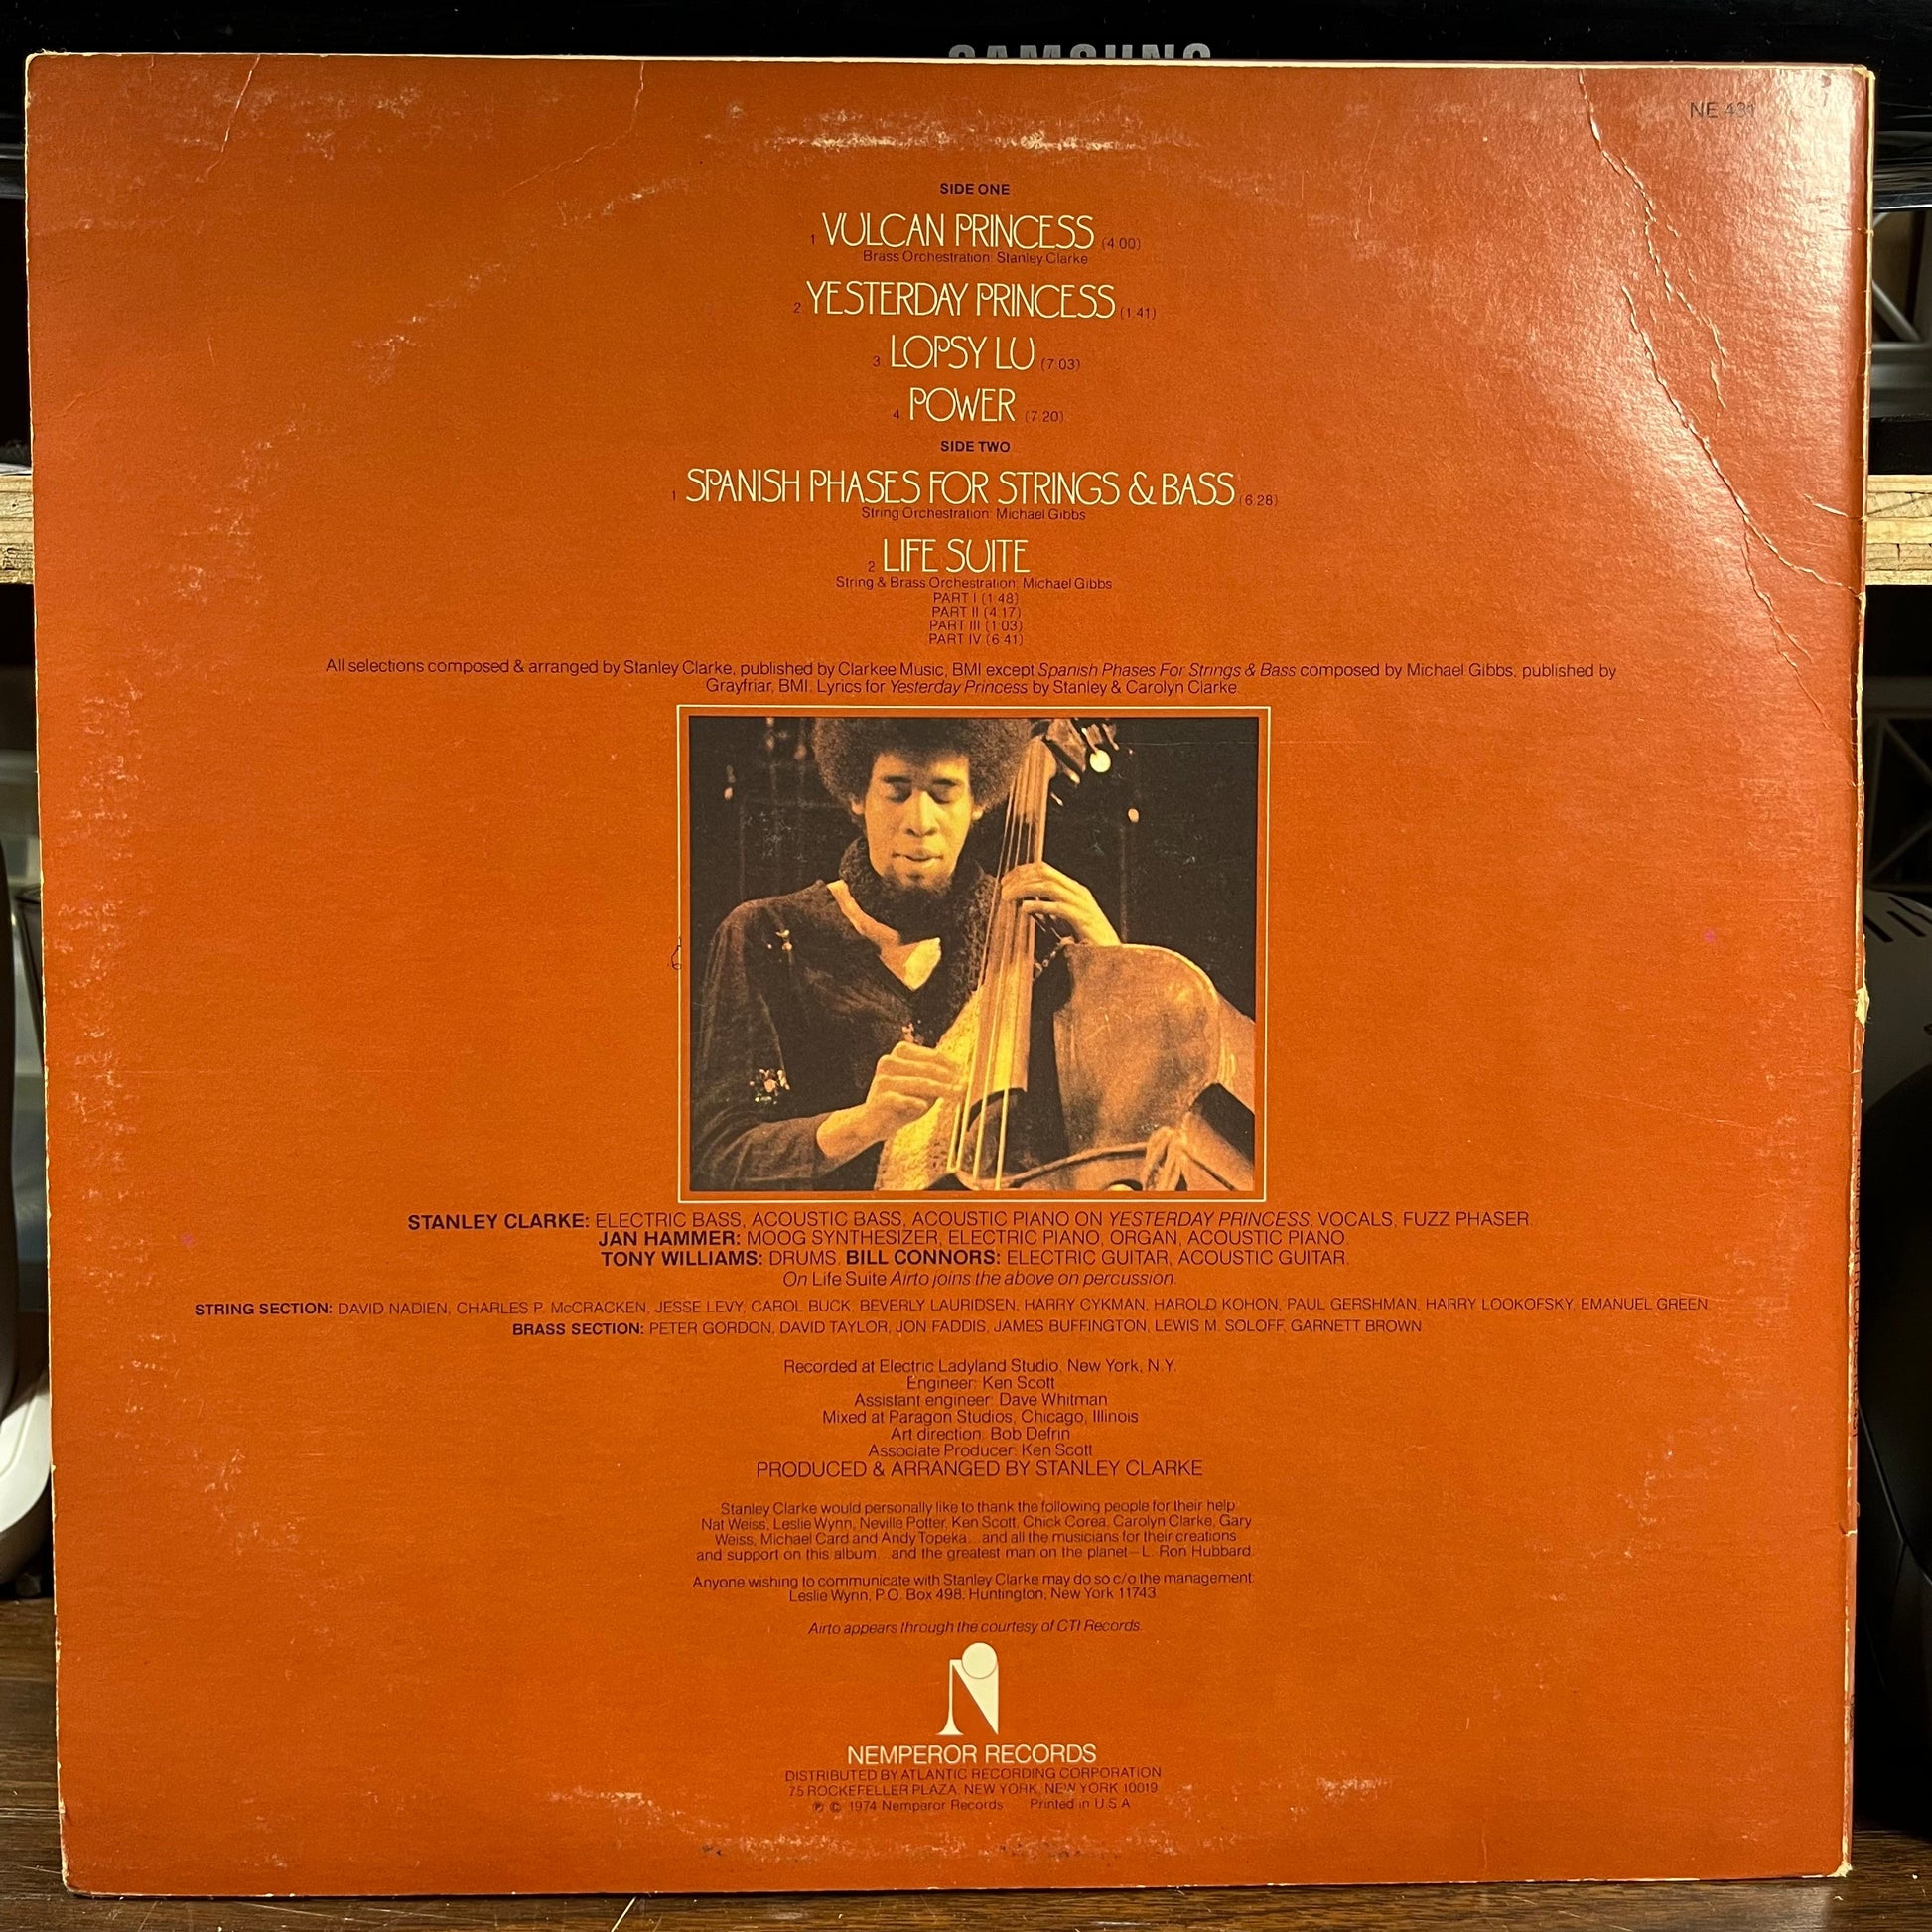 SAMSUNG
NE 431
SIDE ONE
1 VULCAN PRINCESS (4:00)
Brass Orchestration: Stanley Clarke
2 YESTERDAY PRINCESS (1:41)
3 LOPSY LU (7:03)
4 POWER (7:20)
SIDE TWO
1 SPANISH PHASES FOR STRINGS & BASS (6:28)
String Orchestration: Michael Gibbs
2 LIFE SUITE
String & Brass Orchestration: Michael Gibbs
PART I (1:48)
PART II (4:17)
PART III (1:03)
PART IV (6:41)
All selections composed & arranged by Stanley Clarke, published by Clarkee Music, BMI except Spanish Phases For Strings & Bass composed by Michael Gibbs, published by
Grayfriar, BMI. Lyrics for Yesterday Princess by Stanley & Carolyn Clarke.
STANLEY CLARKE: ELECTRIC BASS, ACOUSTIC BASS, ACOUSTIC PIANO ON YESTERDAY PRINCESS, VOCALS, FUZZ PHASER.
JAN HAMMER: MOOG SYNTHESIZER, ELECTRIC PIANO, ORGAN, ACOUSTIC PIANO
TONY WILLIAMS: DRUMS. BILL CONNORS: ELECTRIC GUITAR, ACOUSTIC GUITAR.
On Life Suite Airto joins the above on percussion.
STRING SECTION: DAVID NADIEN, CHARLES P. McCRACKEN, JESSE LEVY, CAROL BUCK, BEVERLY LAURIDSEN, HARRY CYKMAN, HAROLD KOHON, PAUL GERSHMAN, HARRY LOOKOFSKY, EMANUEL GREEN.
BRASS SECTION: PETER GORDON, DAVID TAYLOR, JON FADDIS, JAMES BUFFINGTON, LEWIS M. SOLOFF, GARNETT BROWN.
Recorded at Electric Ladyland Studio, New York, N.Y.
Engineer: Ken Scott
Assistant engineer: Dave Whitman
Mixed at Paragon Studios, Chicago, Illinois
Art direction: Bob Defrin
Associate Producer: Ken Scott
PRODUCED & ARRANGED BY STANLEY CLARKE
Stanley Clarke would personally like to thank the following people for their help:
Nat Weiss, Leslie Wynn, Neville Potter, Ken Scott, Chick Corea, Carolyn Clarke, Gary
Weiss, Michael Card and Andy Topeka...and all the musicians for their creations
and support on this album...and the greatest man on the planet—L. Ron Hubbard.
Anyone wishing to communicate with Stanley Clarke may do so c/o the management:
Leslie Wynn, P.O. Box 498, Huntington, New York 11743.
Airto appears through the courtesy of CTI Records.
NEMPEROR RECORDS
DISTRIBUTED BY ATLANTIC RECORDING CORPORATION
75 ROCKEFELLER PLAZA, NEW YORK, NEW YORK 10019
℗ © 1974 Nemperor Records Printed in U.S.A.